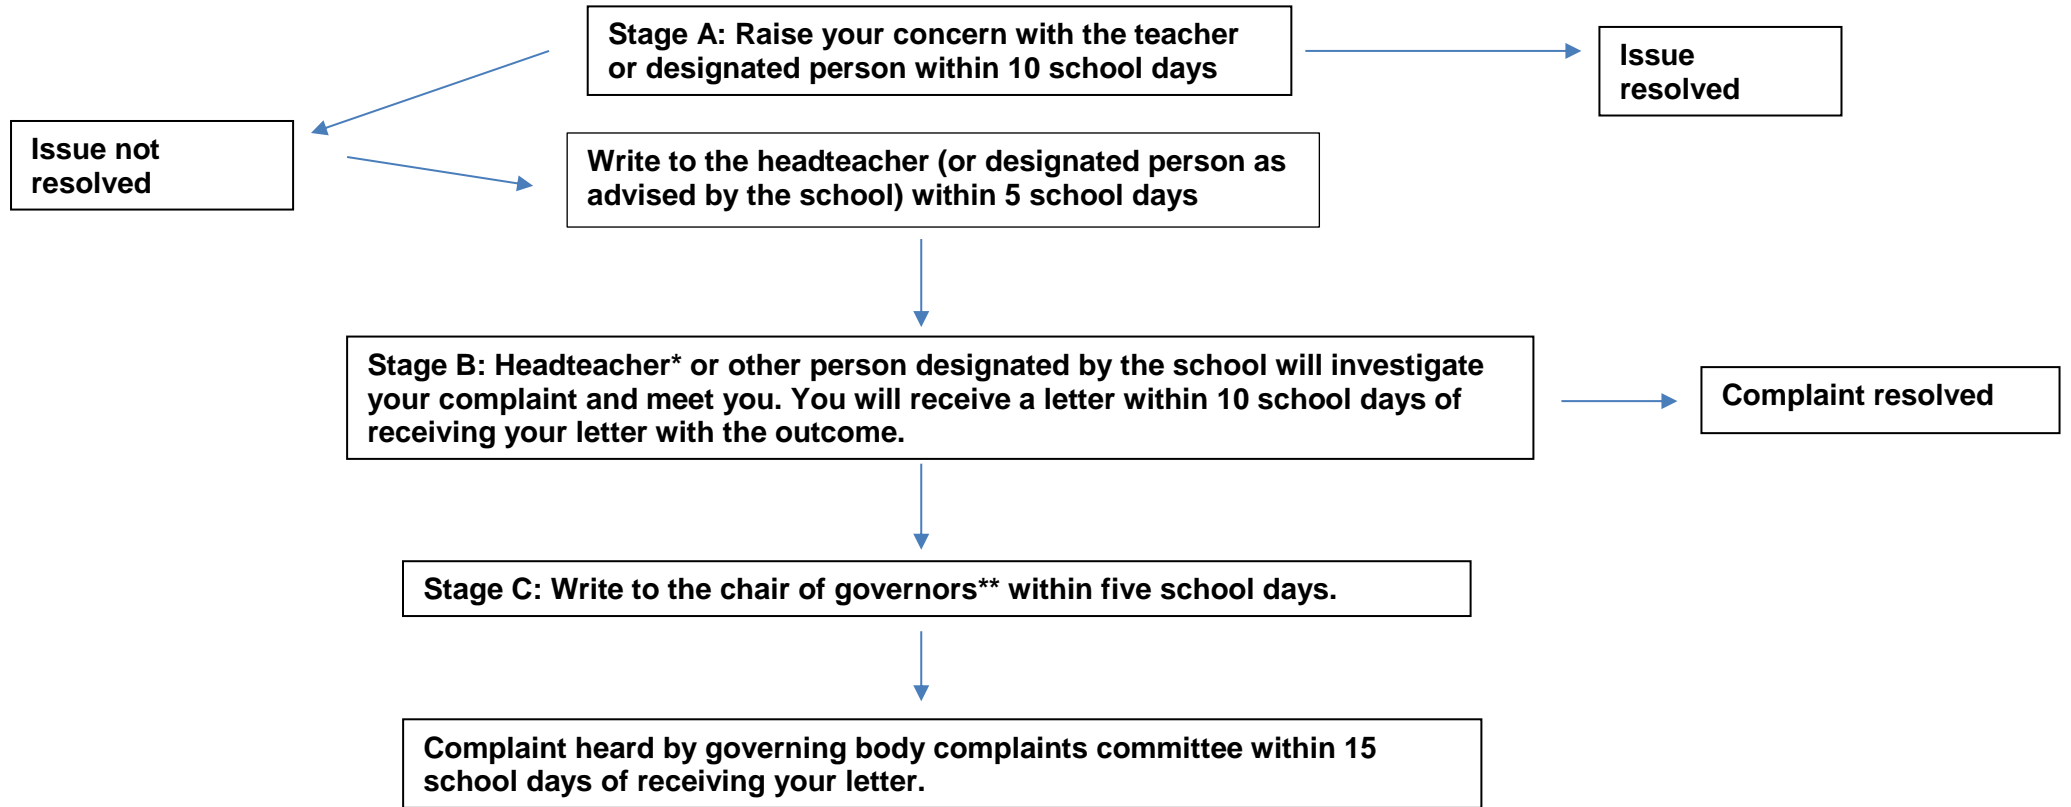 Stage A: Raise your concern with the teacher
or designated person within 10 school days
Issue
resolved
Issue not
resolved
Write to the headteacher (or designated person as
advised by the school) within 5 school days
Stage B: Headteacher* or other person designated by the school will investigate
your complaint and meet you. You will receive a letter within 10 school days of
receiving your letter with the outcome.
Complaint resolved
Stage C: Write to the chair of governors** within five school days.
Complaint heard by governing body complaints committee within 15
school days of receiving your letter.